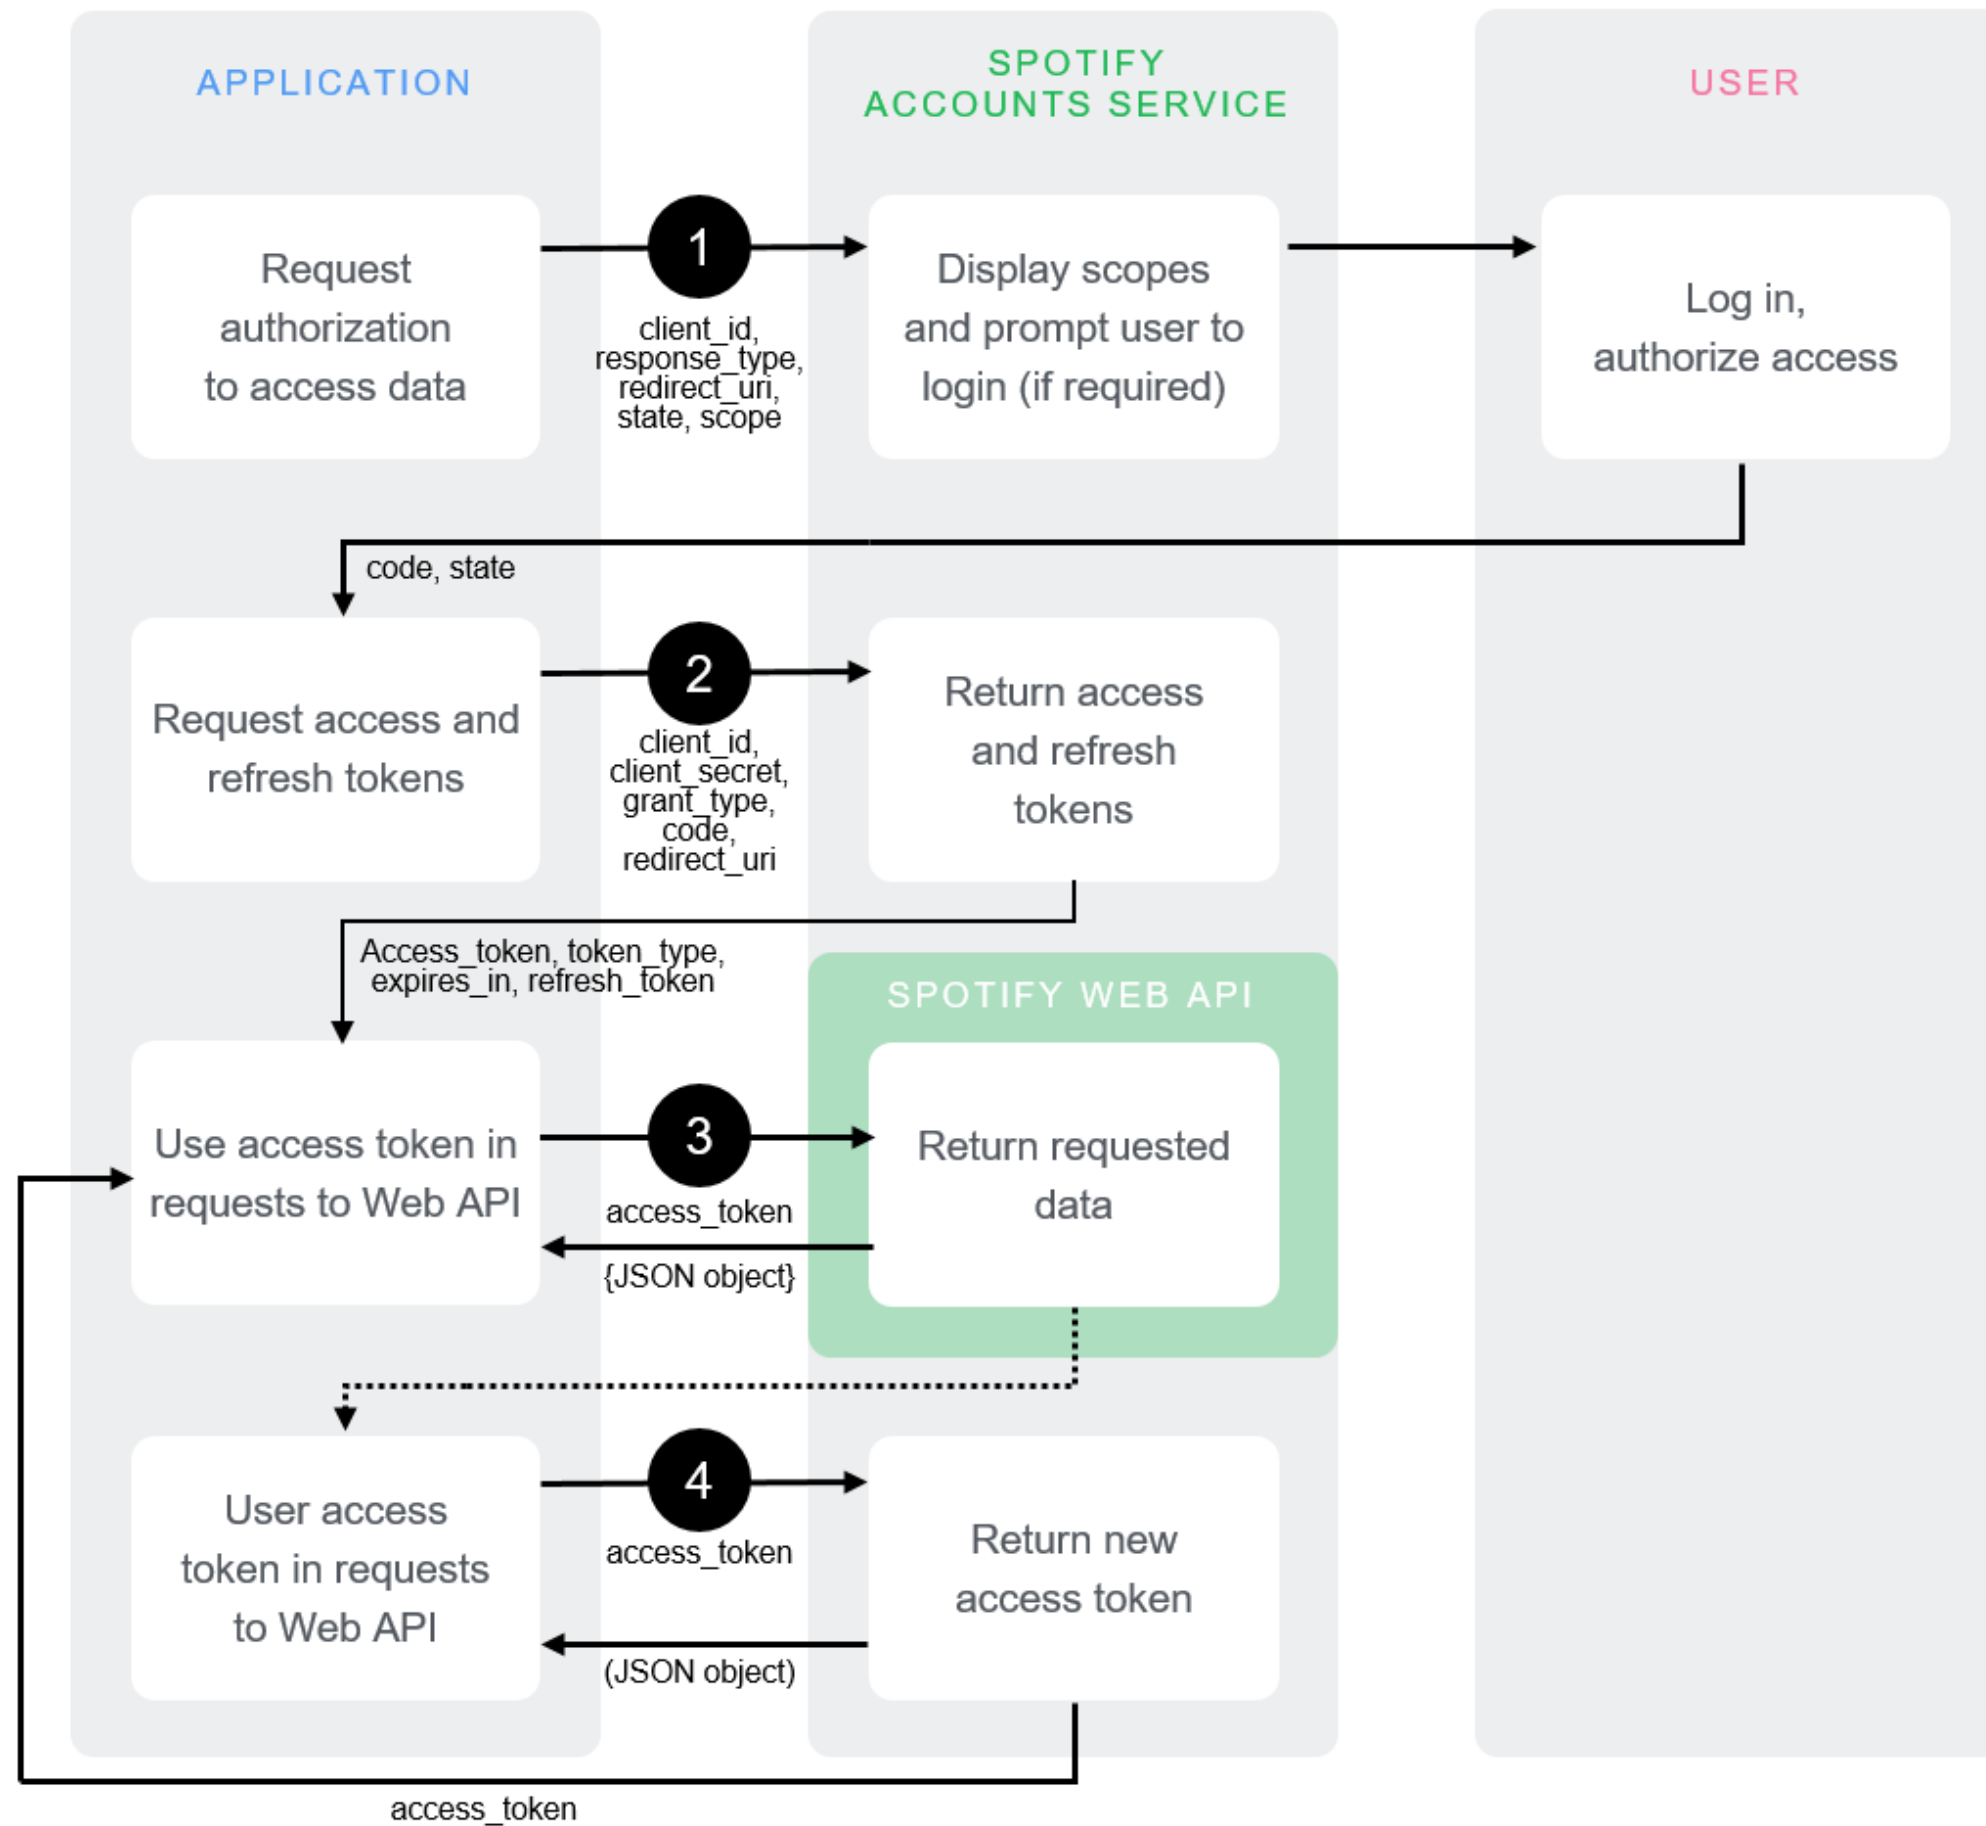 APPLICATION
SPOTIFY
ACCOUNTS SERVICE
USER
Request
authorization
to access data
1
client_id,
response_type,
redirect_uri,
state, scope
Display scopes
and prompt user to
login (if required)
Log in,
authorize access
code, state
Request access and
refresh tokens
2
client_id,
client_secret,
grant_type,
code,
redirect_uri
Return access
and refresh
tokens
Access_token, token_type,
expires_in, refresh_token
SPOTIFY WEB API
Use access token in
requests to Web API
3
access_token
{JSON object}
Return requested
data
User access
token in requests
to Web API
4
access_token
(JSON object)
Return new
access token
access_token